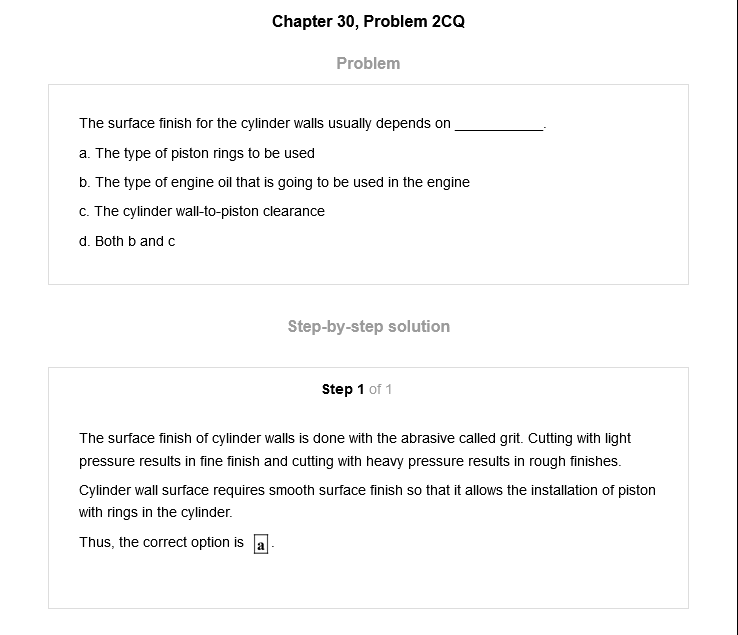 Chapter 30, Problem 2CQ
Problem
The surface finish for the cylinder walls usually depends on ___________.
a. The type of piston rings to be used
b. The type of engine oil that is going to be used in the engine
c. The cylinder wall-to-piston clearance
d. Both b and c
Step-by-step solution
Step 1 of 1
The surface finish of cylinder walls is done with the abrasive called grit. Cutting with light
pressure results in fine finish and cutting with heavy pressure results in rough finishes.
Cylinder wall surface requires smooth surface finish so that it allows the installation of piston
with rings in the cylinder.
Thus, the correct option is a.